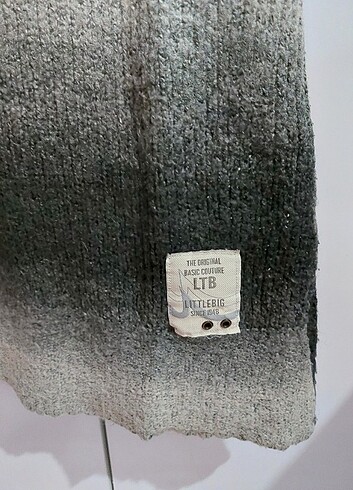 THE ORIGINAL
BASIC COUTURE
LTB
LITTLEBIG
SINCE 1948